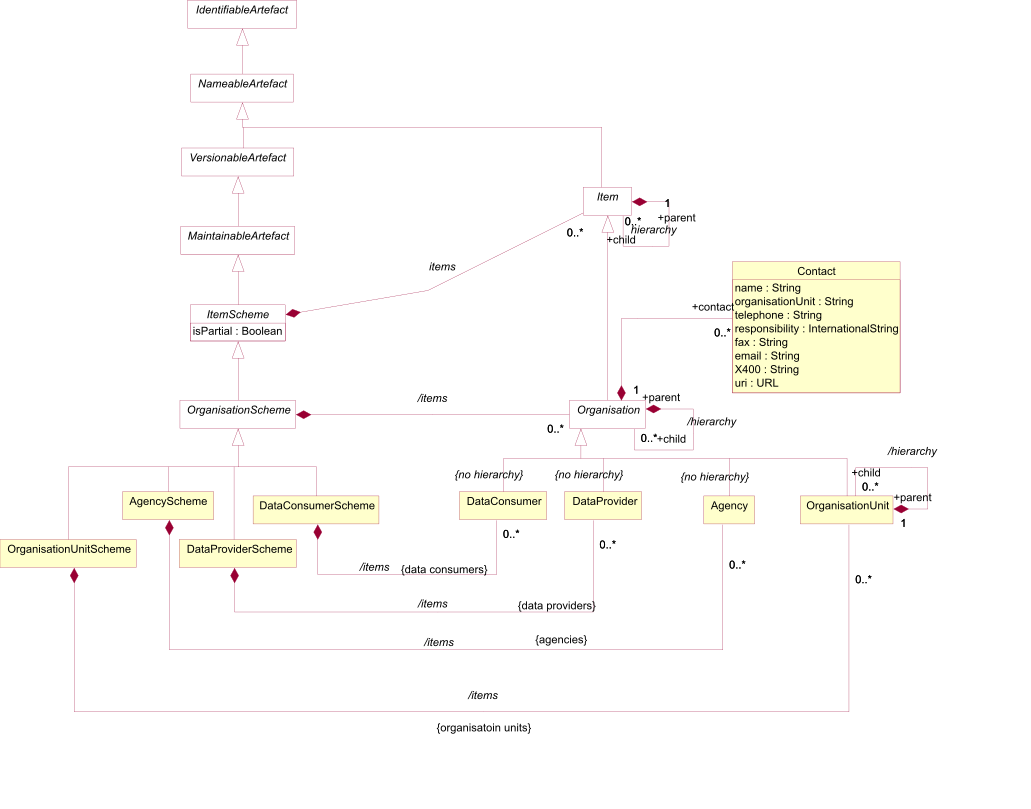 IdentifiableArtefact
NameableArtefact
VersionableArtefact
Item
1
0..*
+parent
hierarchy
0..*
+child
MaintainableArtefact
items
Contact
name : String
organisationUnit : String
telephone : String
responsibility : InternationalString
fax : String
email : String
X400 : String
uri : URL
+contact
0..*
ItemScheme
isPartial : Boolean
OrganisationScheme
/items
0..*
Organisation
1
+parent
/hierarchy
0..*
+child
/hierarchy
{no hierarchy}
{no hierarchy}
{no hierarchy}
+child
0..*
+parent
1
AgencyScheme
DataConsumerScheme
DataConsumer
DataProvider
Agency
OrganisationUnit
0..*
0..*
0..*
0..*
OrganisationUnitScheme
DataProviderScheme
/items
{data consumers}
/items
{data providers}
/items
{agencies}
/items
{organisatoin units}